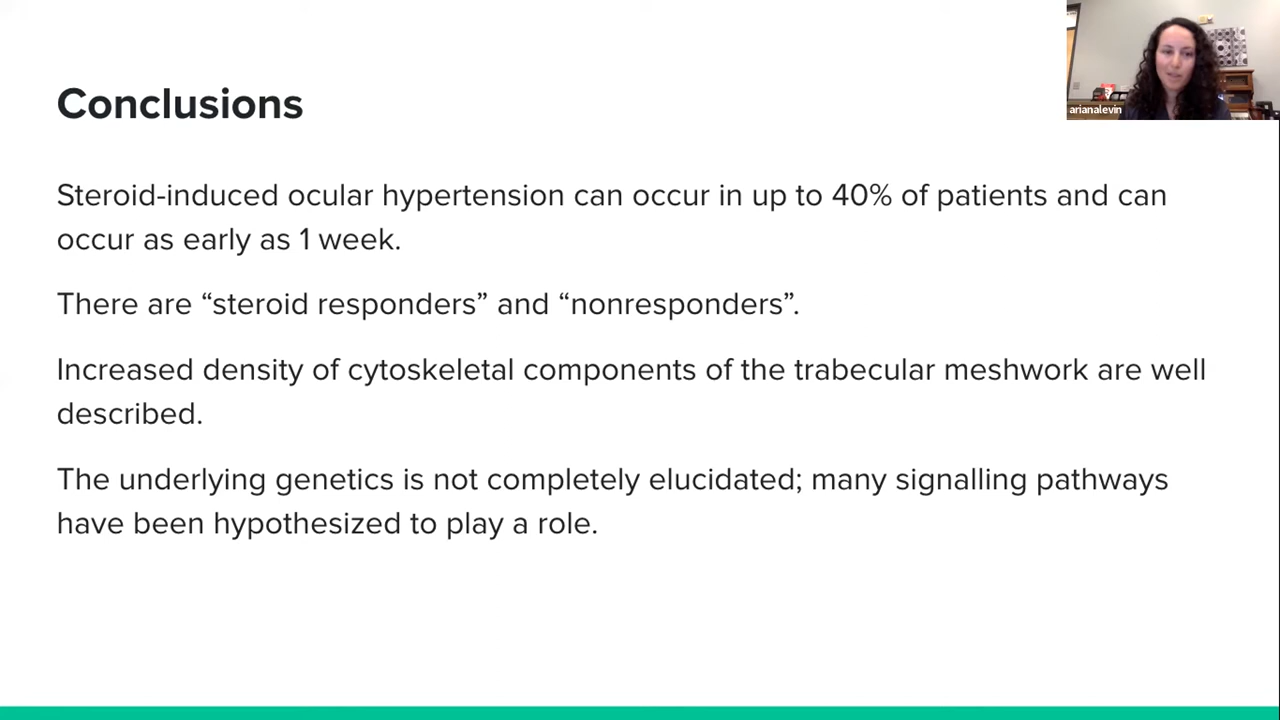 Conclusions
arianalevin
Steroid-induced ocular hypertension can occur in up to 40% of patients and can
occur as early as 1 week.
There are “steroid responders” and “nonresponders”.
Increased density of cytoskeletal components of the trabecular meshwork are well
described.
The underlying genetics is not completely elucidated; many signalling pathways
have been hypothesized to play a role.